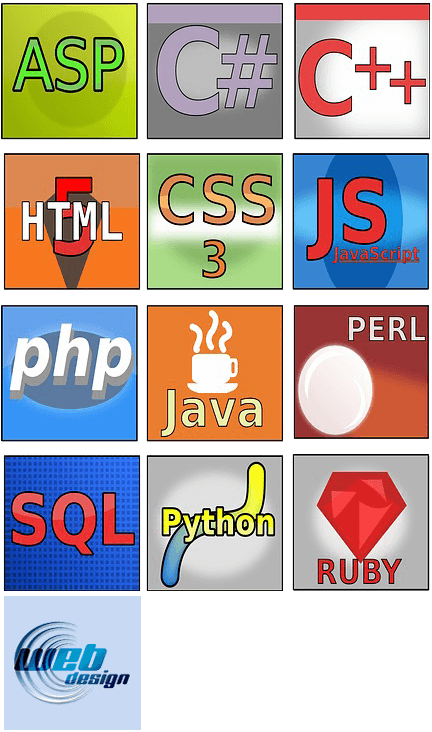 ASP
C#
C++
HTML
5
CSS
3
JS
JavaScript
php
Java
PERL
SQL
Python
RUBY
web
design